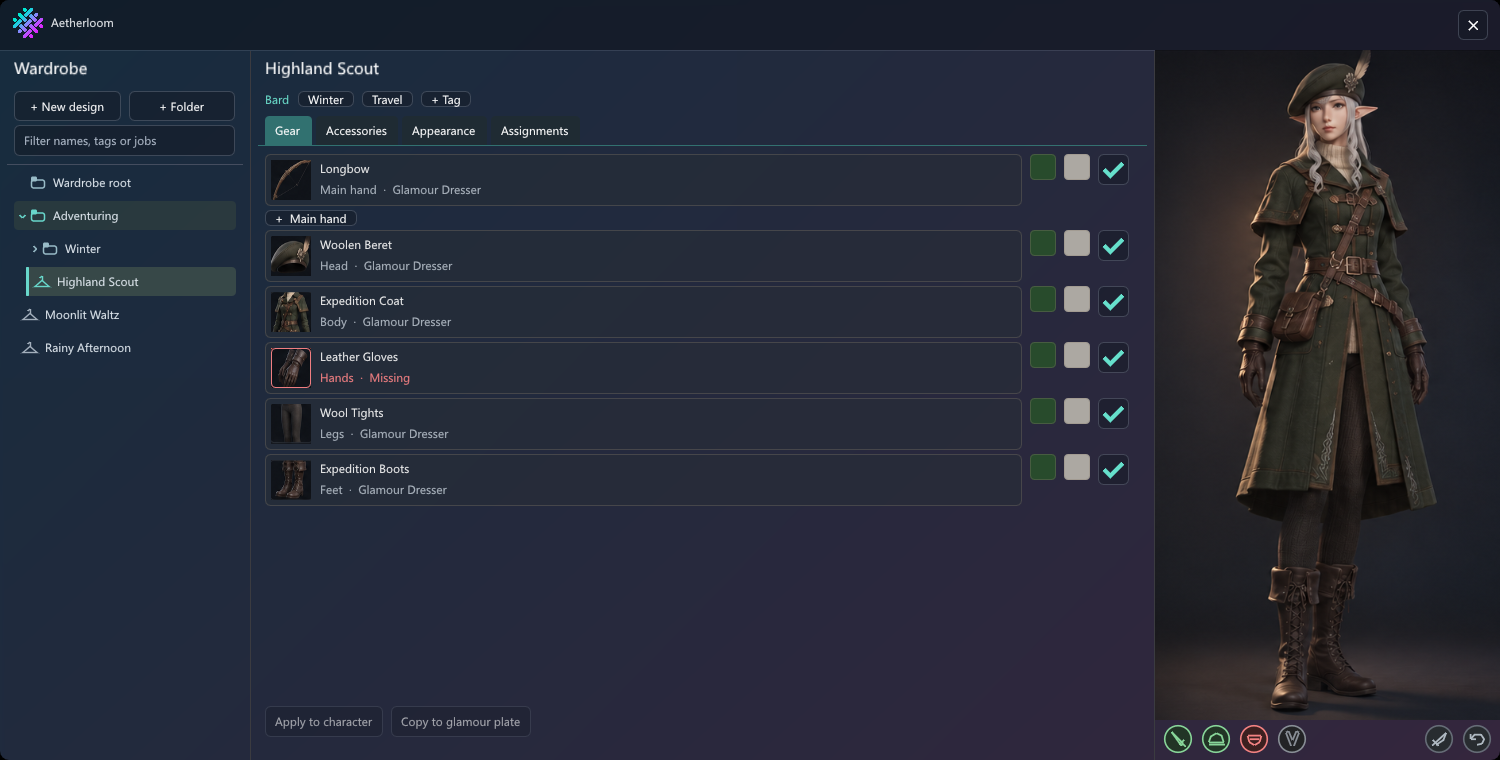 Aetherloom
Wardrobe
+ New design
+ Folder
Filter names, tags or jobs
Wardrobe root
Adventuring
Winter
Highland Scout
Moonlit Waltz
Rainy Afternoon
Highland Scout
Bard Winter Travel + Tag
Gear Accessories Appearance Assignments
Longbow
Main hand · Glamour Dresser
+ Main hand
Woolen Beret
Head · Glamour Dresser
Expedition Coat
Body · Glamour Dresser
Leather Gloves
Hands · Missing
Wool Tights
Legs · Glamour Dresser
Expedition Boots
Feet · Glamour Dresser
Apply to character
Copy to glamour plate